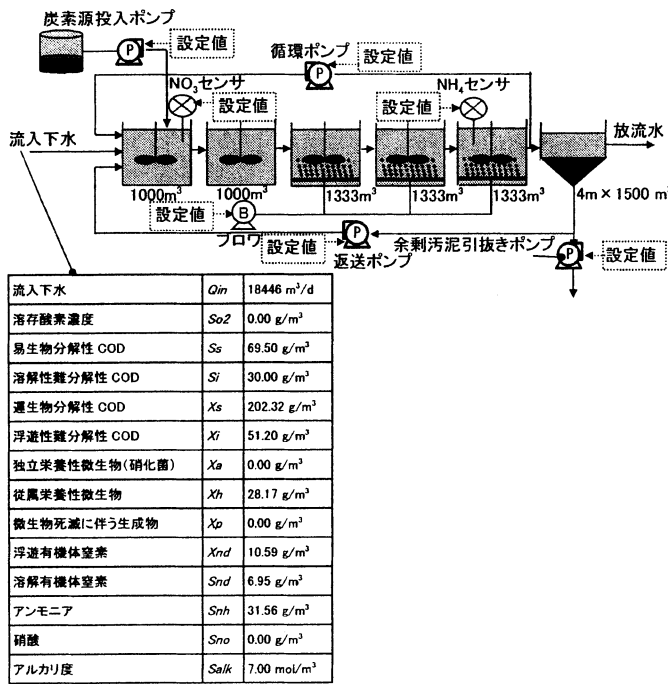 炭素源投入ポンプ
P
設定値
循環ポンプ
P
設定値
NO₃センサ
設定値
NH₄センサ
設定値
流入下水
放流水
1000m³
1000m³
1333m³
1333m³
1333m³
4m×1500 m
設定値
B
ブロワ
設定値
P
返送ポンプ
余剰汚泥引抜きポンプ
P
設定値
流入下水 Qin 18446 m³/d
溶存酸素濃度 So2 0.00 g/m³
易生物分解性 COD Ss 69.50 g/m³
溶解性難分解性 COD Si 30.00 g/m³
遅生物分解性 COD Xs 202.32 g/m³
浮遊性難分解性 COD Xi 51.20 g/m³
独立栄養性微生物(硝化菌) Xa 0.00 g/m³
従属栄養性微生物 Xh 28.17 g/m³
微生物死滅に伴う生成物 Xp 0.00 g/m³
浮遊有機体窒素 Xnd 10.59 g/m³
溶解有機体窒素 Snd 6.95 g/m³
アンモニア Snh 31.56 g/m³
硝酸 Sno 0.00 g/m³
アルカリ度 Salk 7.00 mol/m³